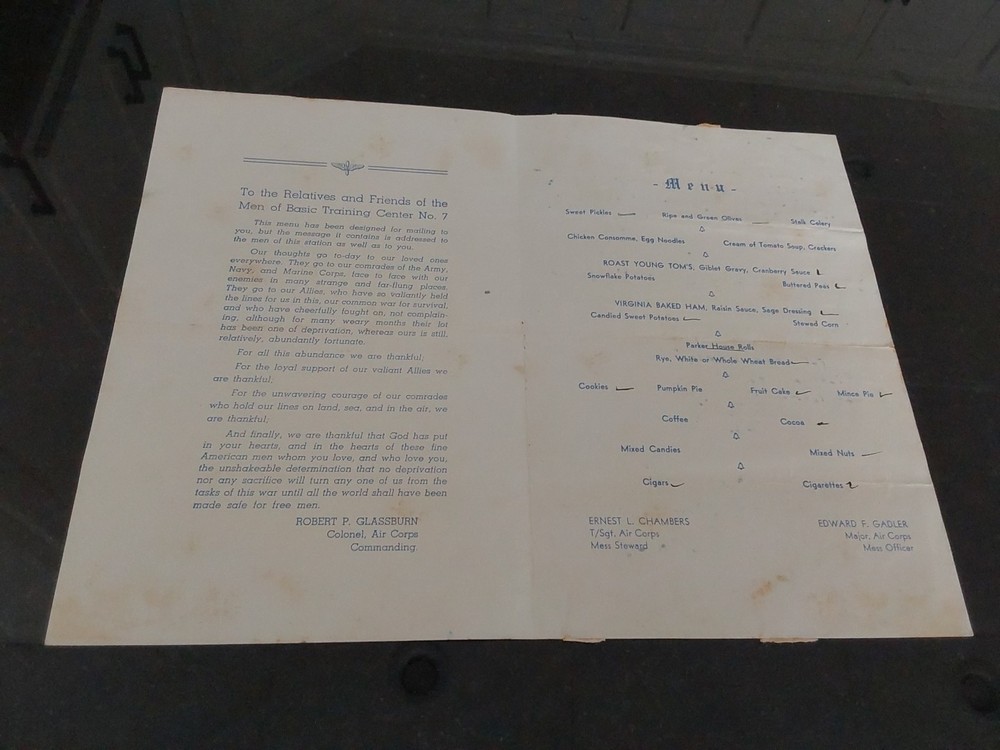 To the Relatives and Friends of the
Men of Basic Training Center No. 7
This menu has been designed for mailing to
you, but the message it contains is addressed to
the men of this station as well as to you.
Our thoughts go to-day to our loved ones
everywhere. They go to our comrades of the Army,
Navy, and Marine Corps, face to face with our
enemies in many strange and far-flung places.
They go to our Allies, who have so valiantly held
the lines for us in this, our common war for survival,
and who have cheerfully fought on, not complain-
ing, although for many weary months their lot
has been one of deprivation, whereas ours is still,
relatively, abundantly fortunate.
For all this abundance we are thankful;
For the loyal support of our valiant Allies we
are thankful;
For the unwavering courage of our comrades
who hold our lines on land, sea, and in the air, we
are thankful;
And finally, we are thankful that God has put
in your hearts, and in the hearts of these fine
American men whom you love, and who love you,
the unshakeable determination that no deprivation
nor any sacrifice will turn any one of us from the
tasks of this war until all the world shall have been
made safe for free men.
ROBERT P. GLASSBURN
Colonel, Air Corps
Commanding.
- Menu -
Sweet Pickles Ripe and Green Olives Stalk Celery
Chicken Consomme, Egg Noodles Cream of Tomato Soup, Crackers
ROAST YOUNG TOM'S, Giblet Gravy, Cranberry Sauce
Snowflake Potatoes Buttered Peas
VIRGINIA BAKED HAM, Raisin Sauce, Sage Dressing
Candied Sweet Potatoes Stewed Corn
Parker House Rolls
Rye, White or Whole Wheat Bread
Cookies Pumpkin Pie Fruit Cake Mince Pie
Coffee Cocoa
Mixed Candies Mixed Nuts
Cigars Cigarettes
ERNEST L. CHAMBERS EDWARD F. GADLER
T/Sgt, Air Corps Major, Air Corps
Mess Steward Mess Officer